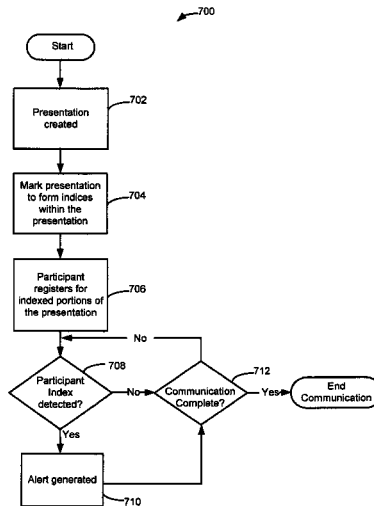 700
Start
Presentation
created
702
Mark presentation
to form indices
within the
presentation
704
Participant
registers for
indexed portions of
the presentation
706
No
Participant
Index
detected?
708
No
Communication
Complete?
712
Yes
End
Communication
Yes
Alert generated
710